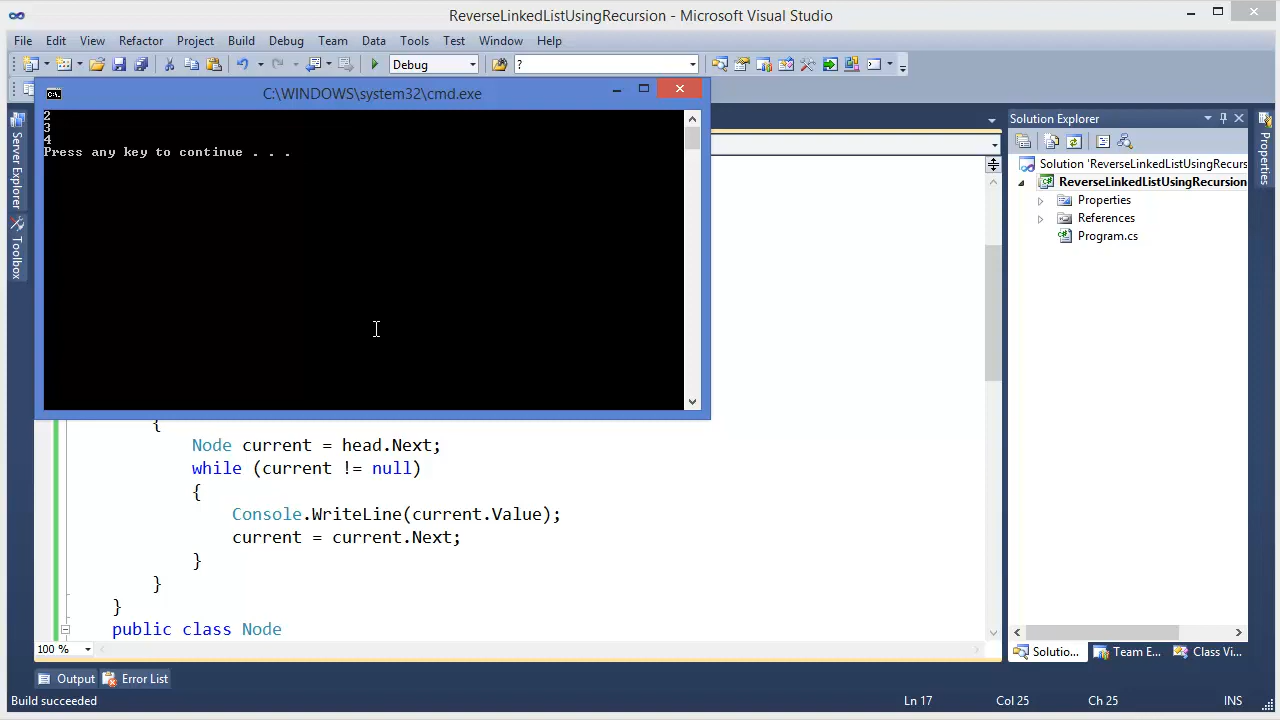 ReverseLinkedListUsingRecursion - Microsoft Visual Studio
File Edit View Refactor Project Build Debug Team Data Tools Test Window Help
Debug ?
C:\WINDOWS\system32\cmd.exe
2
3
4
Press any key to continue . . .
Server Explorer
Toolbox
Solution Explorer
Solution 'ReverseLinkedListUsingRecurs
ReverseLinkedListUsingRecursion
Properties
References
Program.cs
Properties
{
Node current = head.Next;
while (current != null)
{
Console.WriteLine(current.Value);
current = current.Next;
}
}
}
public class Node
100 %
Solutio... Team E... Class Vi...
Output Error List
Build succeeded Ln 17 Col 25 Ch 25 INS